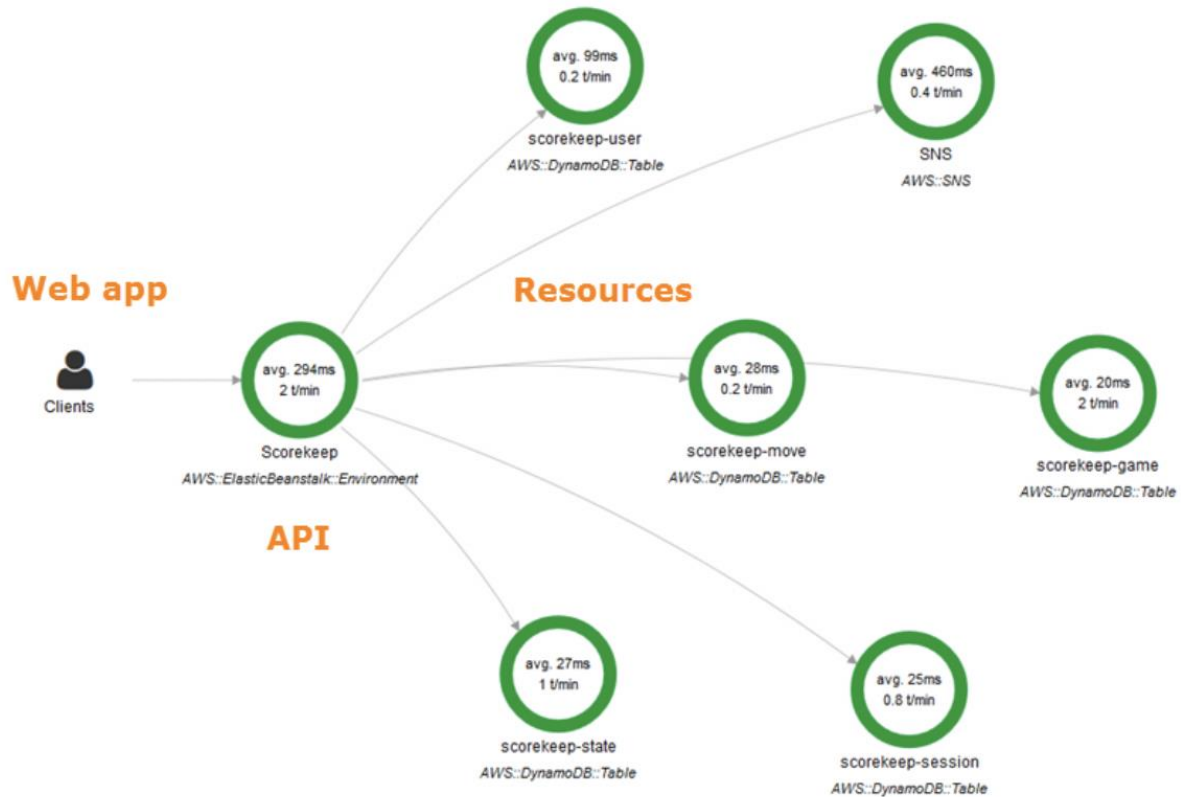 avg. 99ms
0.2 t/min
scorekeep-user
AWS::DynamoDB::Table
avg. 460ms
0.4 t/min
SNS
AWS::SNS
Web app
Resources
Clients
avg. 294ms
2 t/min
Scorekeep
AWS::ElasticBeanstalk::Environment
avg. 28ms
0.2 t/min
scorekeep-move
AWS::DynamoDB::Table
avg. 20ms
2 t/min
scorekeep-game
AWS::DynamoDB::Table
API
avg. 27ms
1 t/min
scorekeep-state
AWS::DynamoDB::Table
avg. 25ms
0.8 t/min
scorekeep-session
AWS::DynamoDB::Table